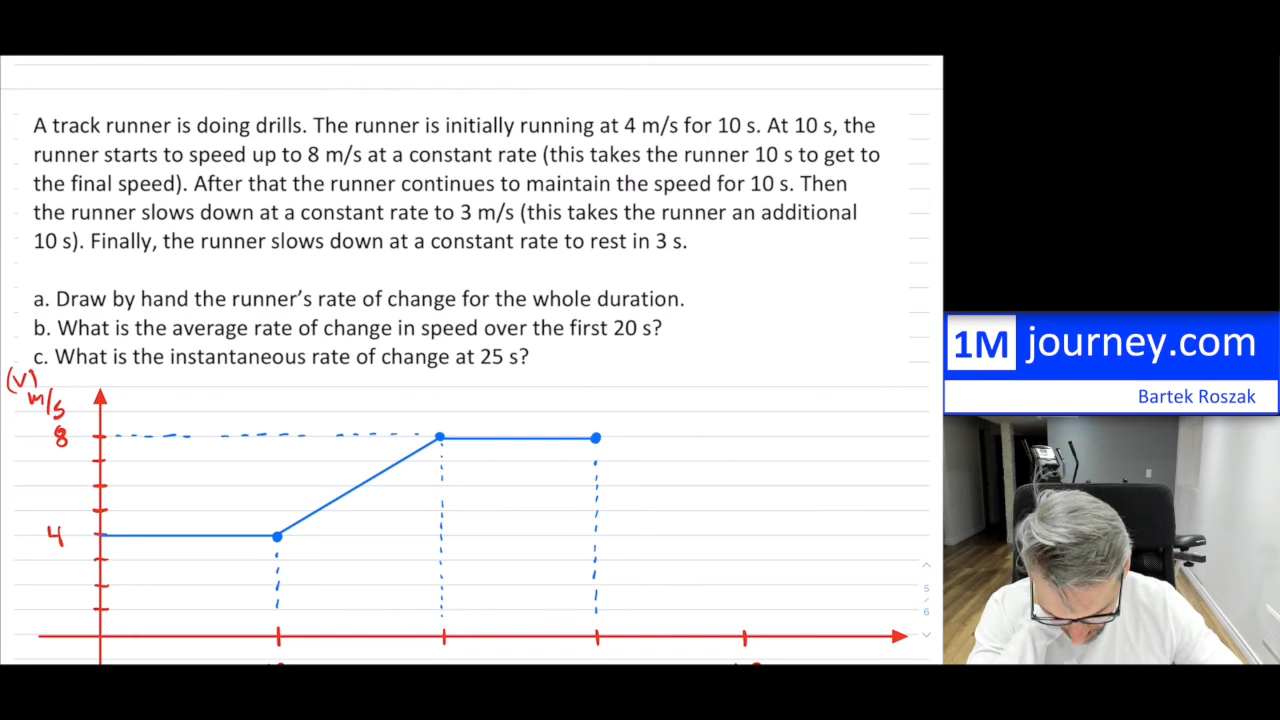 A track runner is doing drills. The runner is initially running at 4 m/s for 10 s. At 10 s, the
runner starts to speed up to 8 m/s at a constant rate (this takes the runner 10 s to get to
the final speed). After that the runner continues to maintain the speed for 10 s. Then
the runner slows down at a constant rate to 3 m/s (this takes the runner an additional
10 s). Finally, the runner slows down at a constant rate to rest in 3 s.
a. Draw by hand the runner's rate of change for the whole duration.
b. What is the average rate of change in speed over the first 20 s?
c. What is the instantaneous rate of change at 25 s?
(v)
m/s
8
4
5
/
6
1M journey.com
Bartek Roszak